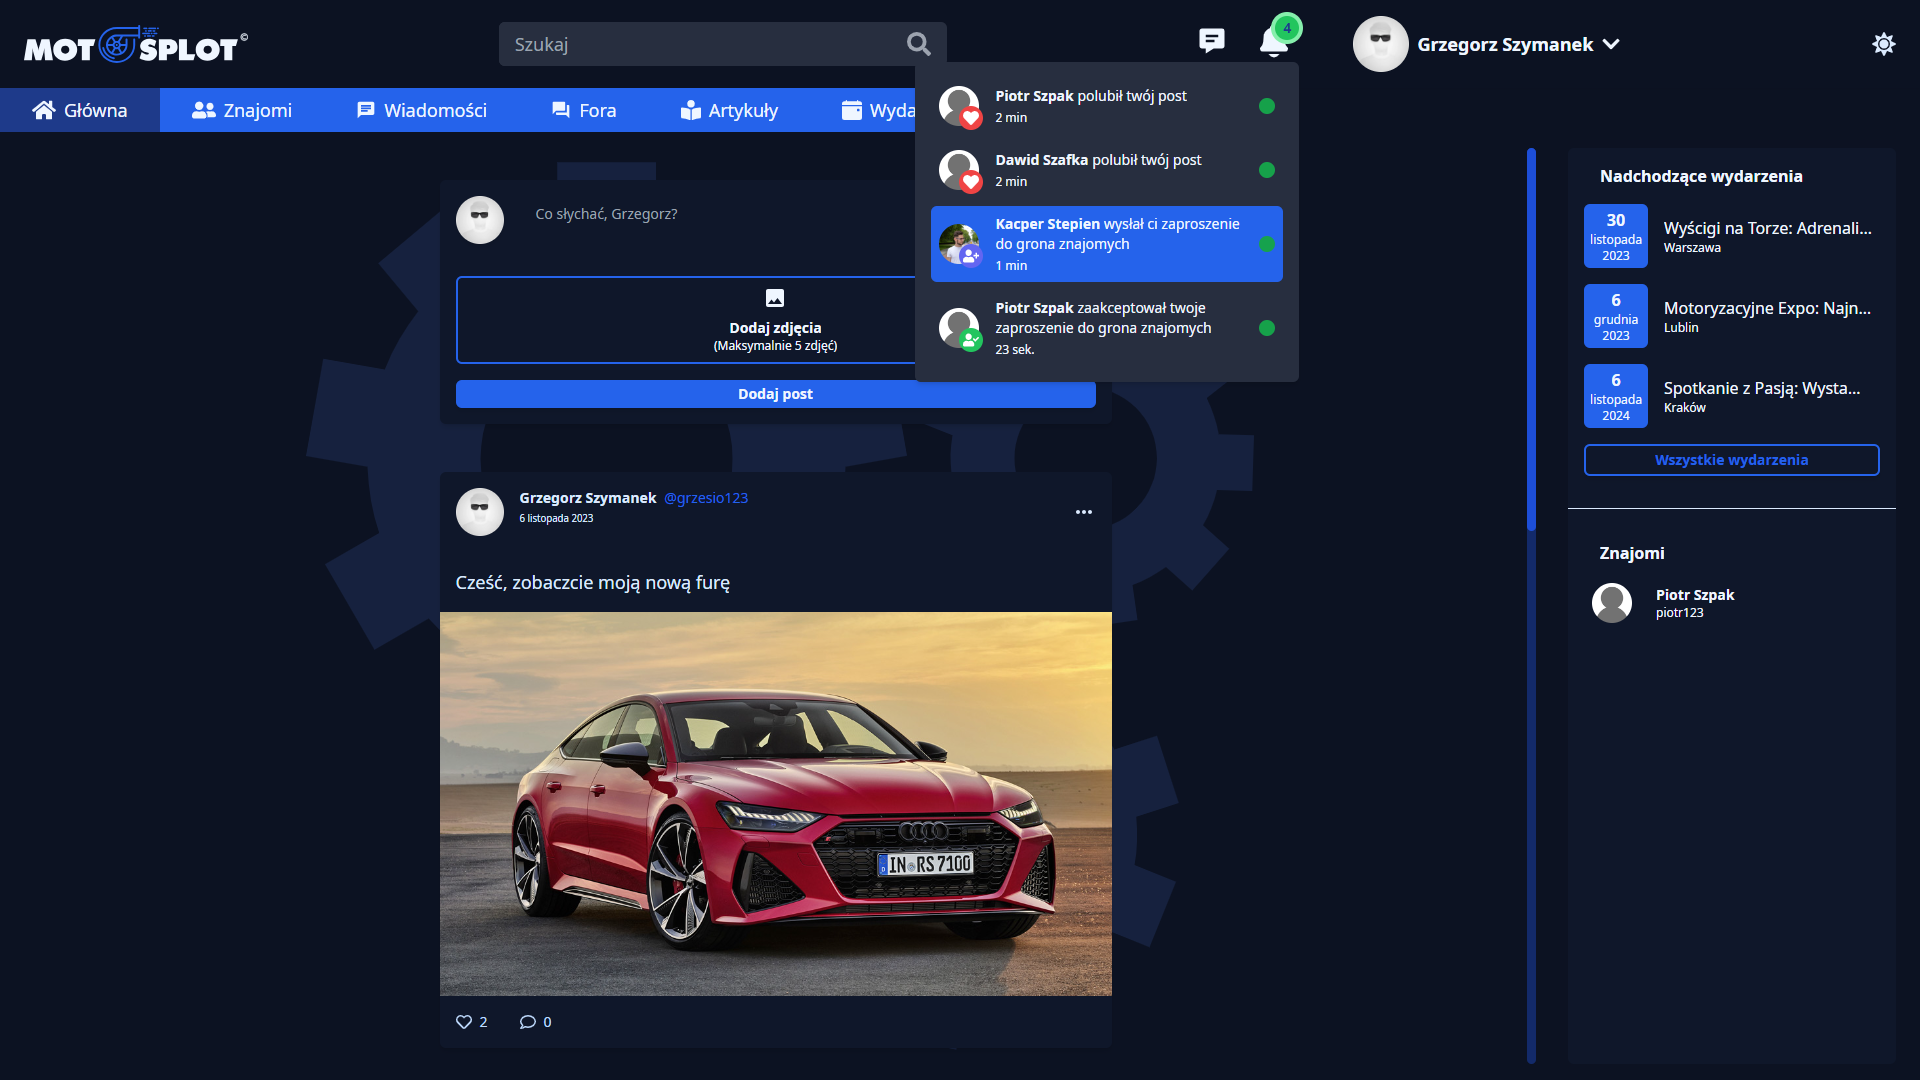 MOT SPLOT©
Szukaj
4
Grzegorz Szymanek
Główna
Znajomi
Wiadomości
Fora
Artykuły
Wyda
Piotr Szpak polubił twój post
2 min
Dawid Szafka polubił twój post
2 min
Kacper Stepien wysłał ci zaproszenie
do grona znajomych
1 min
Piotr Szpak zaakceptował twoje
zaproszenie do grona znajomych
23 sek.
Co słychać, Grzegorz?
Dodaj zdjęcia
(Maksymalnie 5 zdjęć)
Dodaj post
Grzegorz Szymanek @grzesio123
6 listopada 2023
Cześć, zobaczcie moją nową furę
IN RS 7100
2
0
Nadchodzące wydarzenia
30
listopada
2023
Wyścigi na Torze: Adrenali...
Warszawa
6
grudnia
2023
Motoryzacyjne Expo: Najn...
Lublin
6
listopada
2024
Spotkanie z Pasją: Wysta...
Kraków
Wszystkie wydarzenia
Znajomi
Piotr Szpak
piotr123